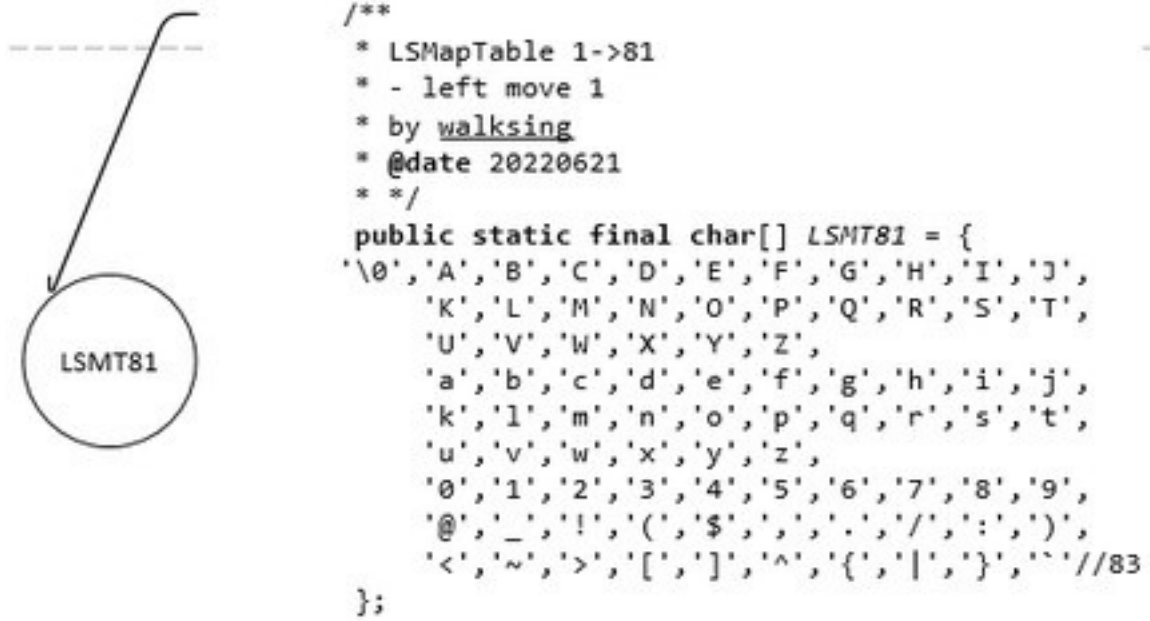 /**
* LSMapTable 1->81
* - left move 1
* by walksing
* @date 20220621
* */
public static final char[] LSMT81 = {
'\0','A','B','C','D','E','F','G','H','I','J',
'K','L','M','N','O','P','Q','R','S','T',
'U','V','W','X','Y','Z',
'a','b','c','d','e','f','g','h','i','j',
'k','l','m','n','o','p','q','r','s','t',
'u','v','w','x','y','z',
'0','1','2','3','4','5','6','7','8','9',
'@','_','!','(','$',',','.','/',':',')',
'<','~','>','[',']','^','{','|','}','`'//83
};
LSMT81